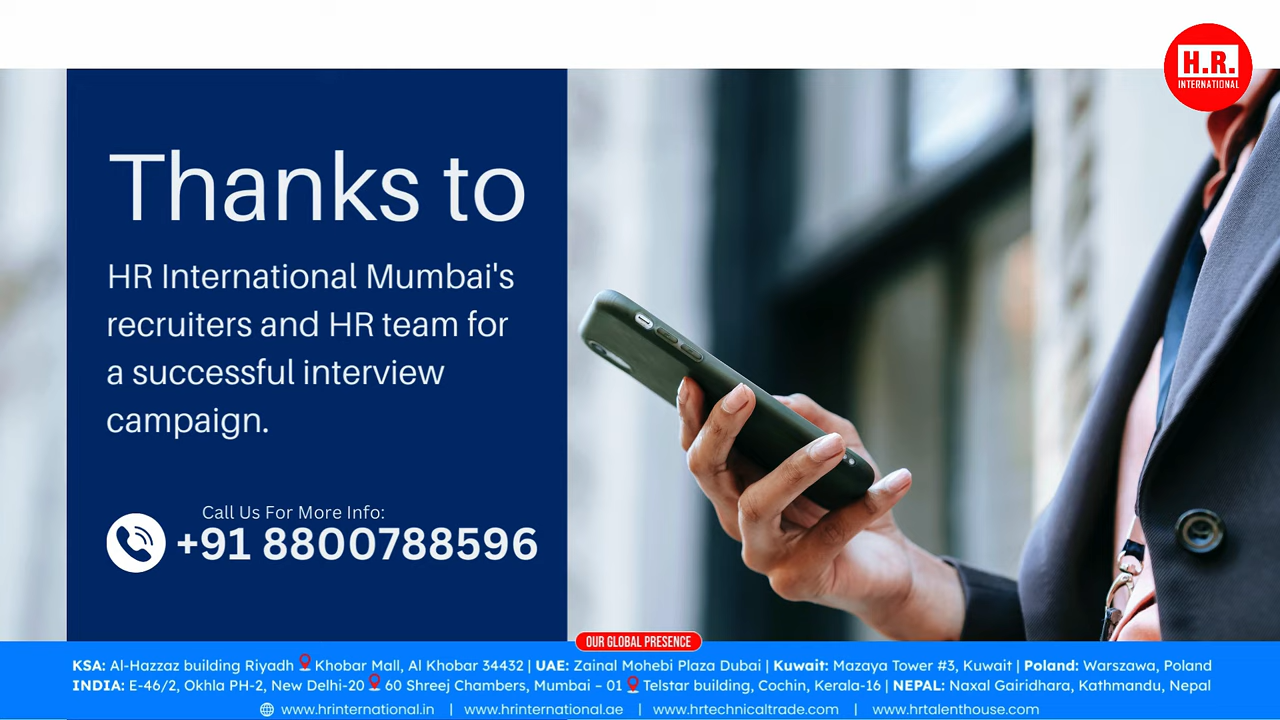 H.R.
INTERNATIONAL
Thanks to
HR International Mumbai's
recruiters and HR team for
a successful interview
campaign.
Call Us For More Info:
+91 8800788596
OUR GLOBAL PRESENCE
KSA: Al-Hazzaz building Riyadh Khobar Mall, Al Khobar 34432 | UAE: Zainal Mohebi Plaza Dubai | Kuwait: Mazaya Tower #3, Kuwait | Poland: Warszawa, Poland
INDIA: E-46/2, Okhla PH-2, New Delhi-20 60 Shreej Chambers, Mumbai – 01 Telstar building, Cochin, Kerala-16 | NEPAL: Naxal Gairidhara, Kathmandu, Nepal
www.hrinternational.in | www.hrinternational.ae | www.hrtechnicaltrade.com | www.hrtalenthouse.com